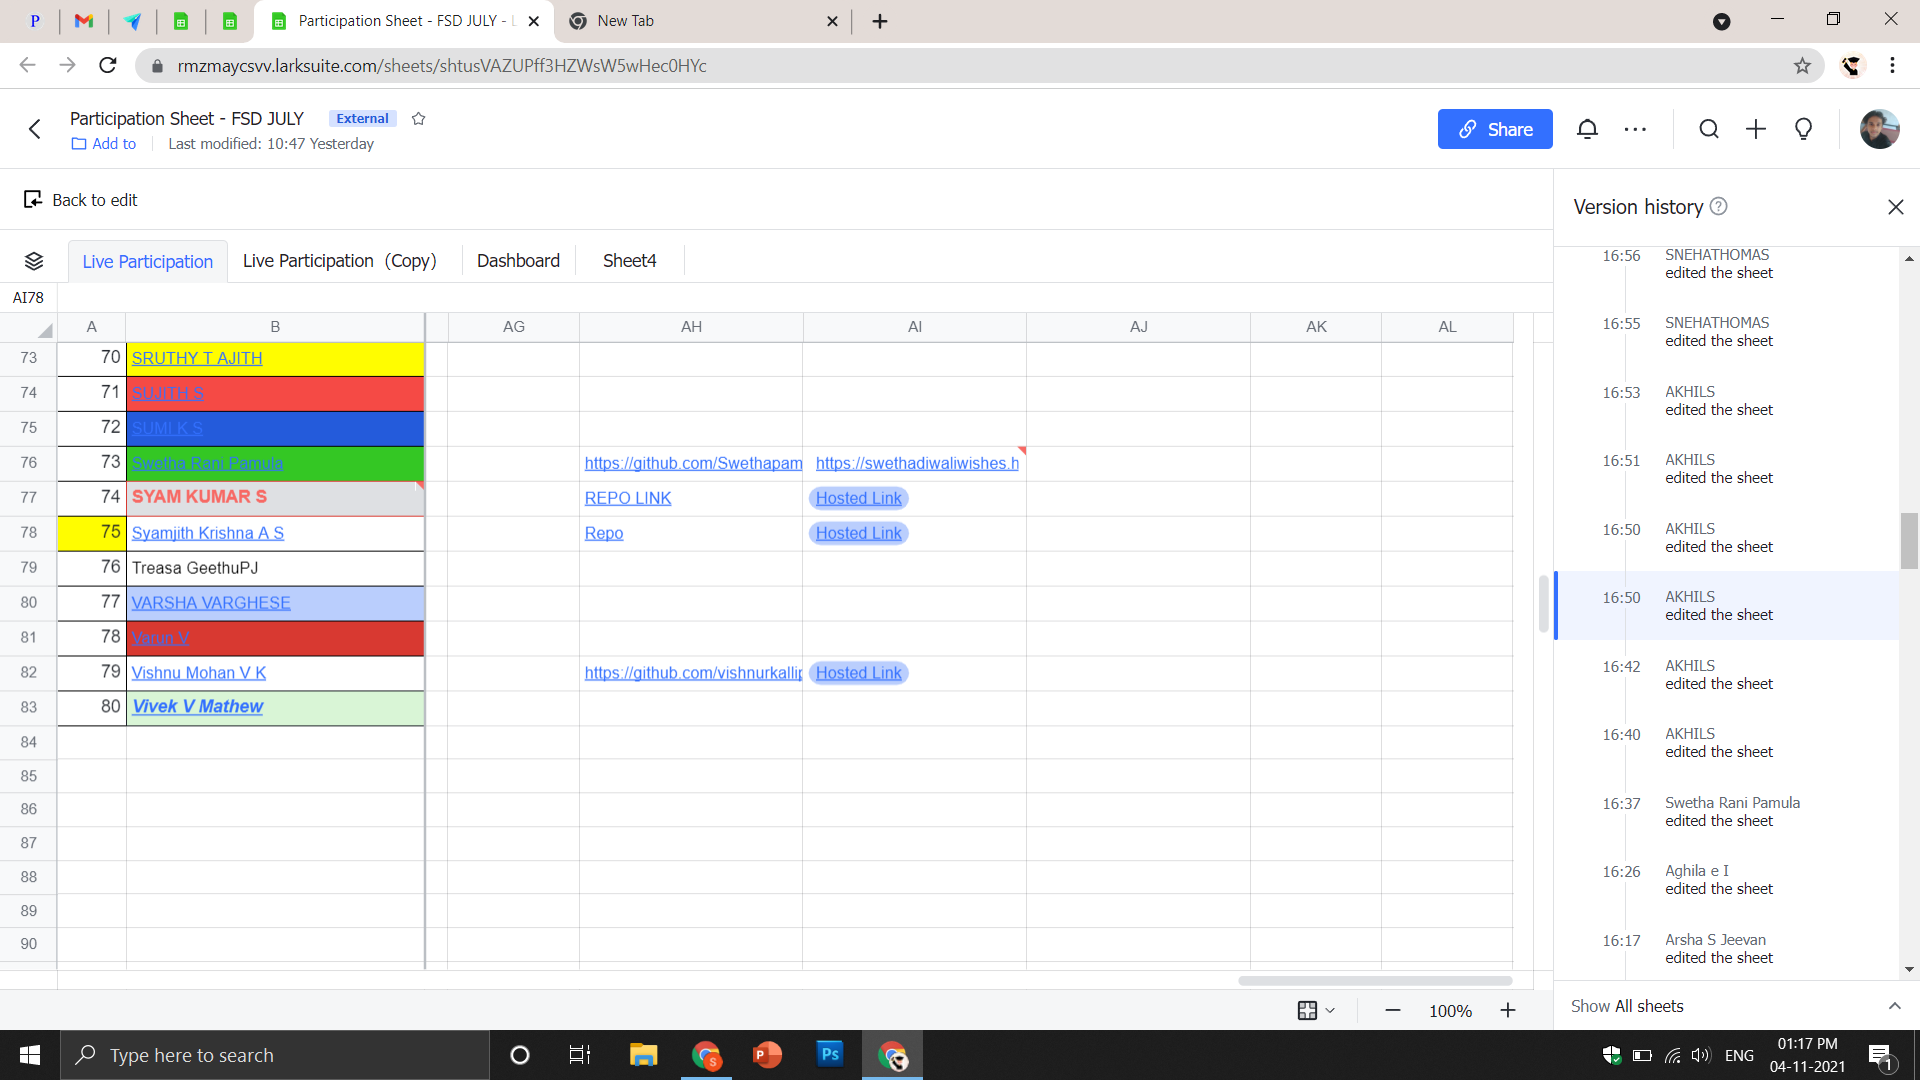 P
Participation Sheet - FSD JULY - L
New Tab
rmzmaycsvv.larksuite.com/sheets/shtusVAZUPff3HZWsW5wHec0HYc
Participation Sheet - FSD JULY External
Add to Last modified: 10:47 Yesterday
Share
Back to edit
Version history
Live Participation Live Participation (Copy) Dashboard Sheet4
AI78
A B AG AH AI AJ AK AL
73 70 SRUTHY T AJITH
74 71 SUJITH S
75 72 SUMI K S
76 73 Swetha Rani Pamula https://github.com/Swethapam https://swethadiwaliwishes.h
77 74 SYAM KUMAR S REPO LINK Hosted Link
78 75 Syamjith Krishna A S Repo Hosted Link
79 76 Treasa GeethuPJ
80 77 VARSHA VARGHESE
81 78 Varun V
82 79 Vishnu Mohan V K https://github.com/vishnurkallip Hosted Link
83 80 Vivek V Mathew
84
85
86
87
88
89
90
16:56 SNEHATHOMAS
edited the sheet
16:55 SNEHATHOMAS
edited the sheet
16:53 AKHILS
edited the sheet
16:51 AKHILS
edited the sheet
16:50 AKHILS
edited the sheet
16:50 AKHILS
edited the sheet
16:42 AKHILS
edited the sheet
16:40 AKHILS
edited the sheet
16:37 Swetha Rani Pamula
edited the sheet
16:26 Aghila e I
edited the sheet
16:17 Arsha S Jeevan
edited the sheet
100%
Show All sheets
Type here to search
S
P
Ps
ENG
01:17 PM
04-11-2021
1